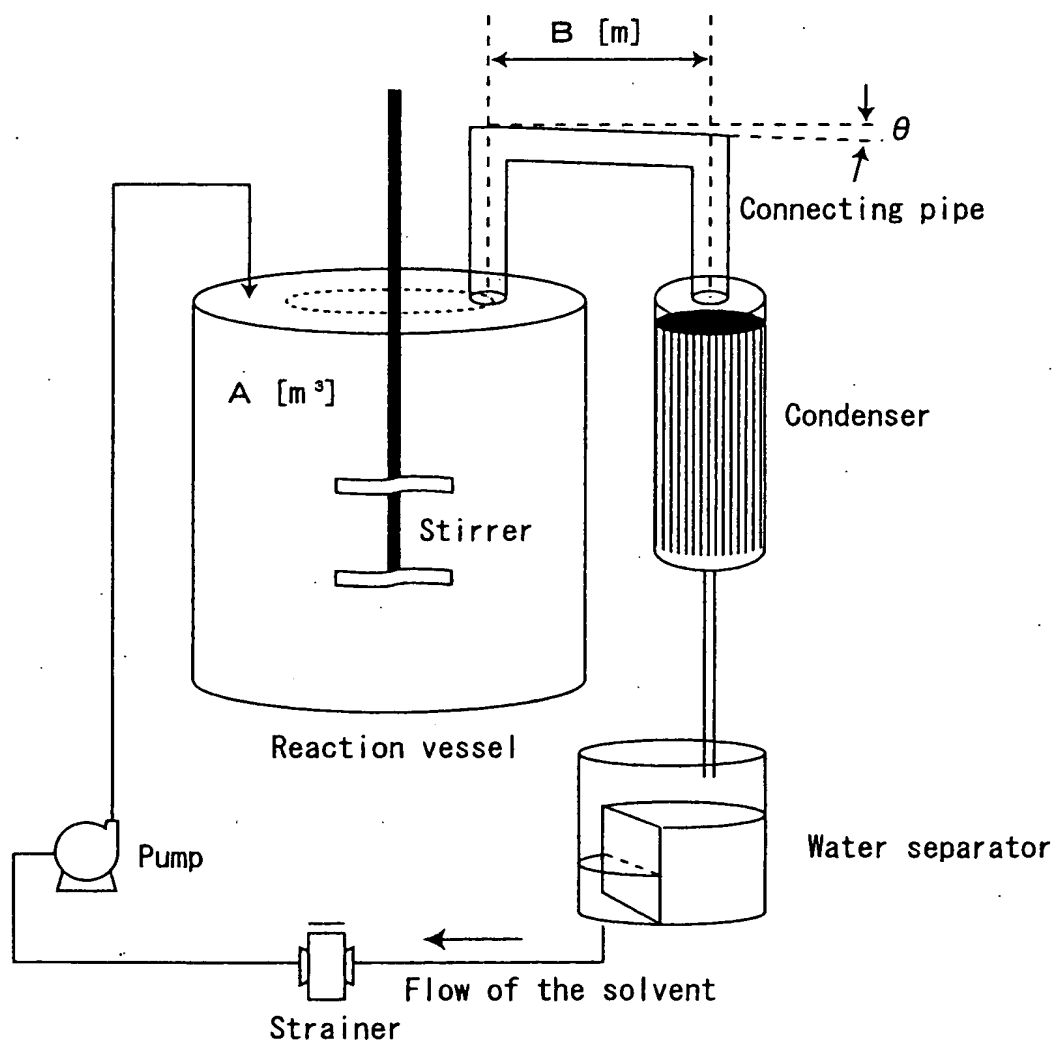 B [m]
θ
Connecting pipe
A [m³]
Condenser
Stirrer
Reaction vessel
Water separator
Pump
Flow of the solvent
Strainer